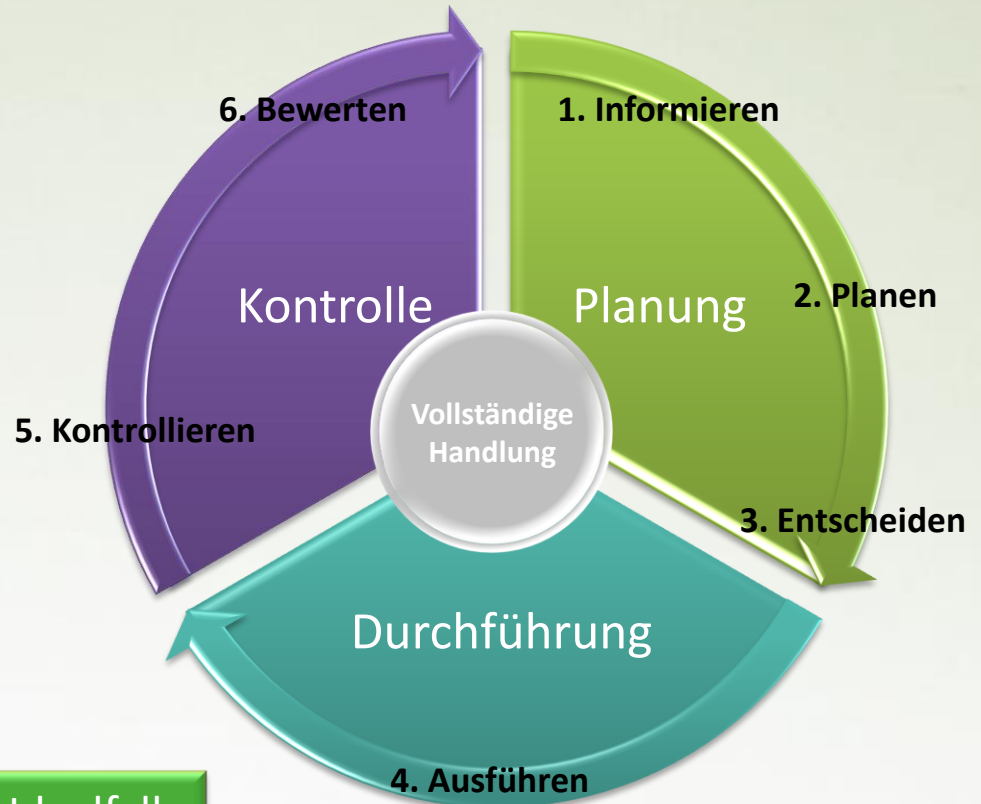 6. Bewerten
1. Informieren
Kontrolle
Planung
2. Planen
Vollständige
Handlung
5. Kontrollieren
3. Entscheiden
Durchführung
4. Ausführen